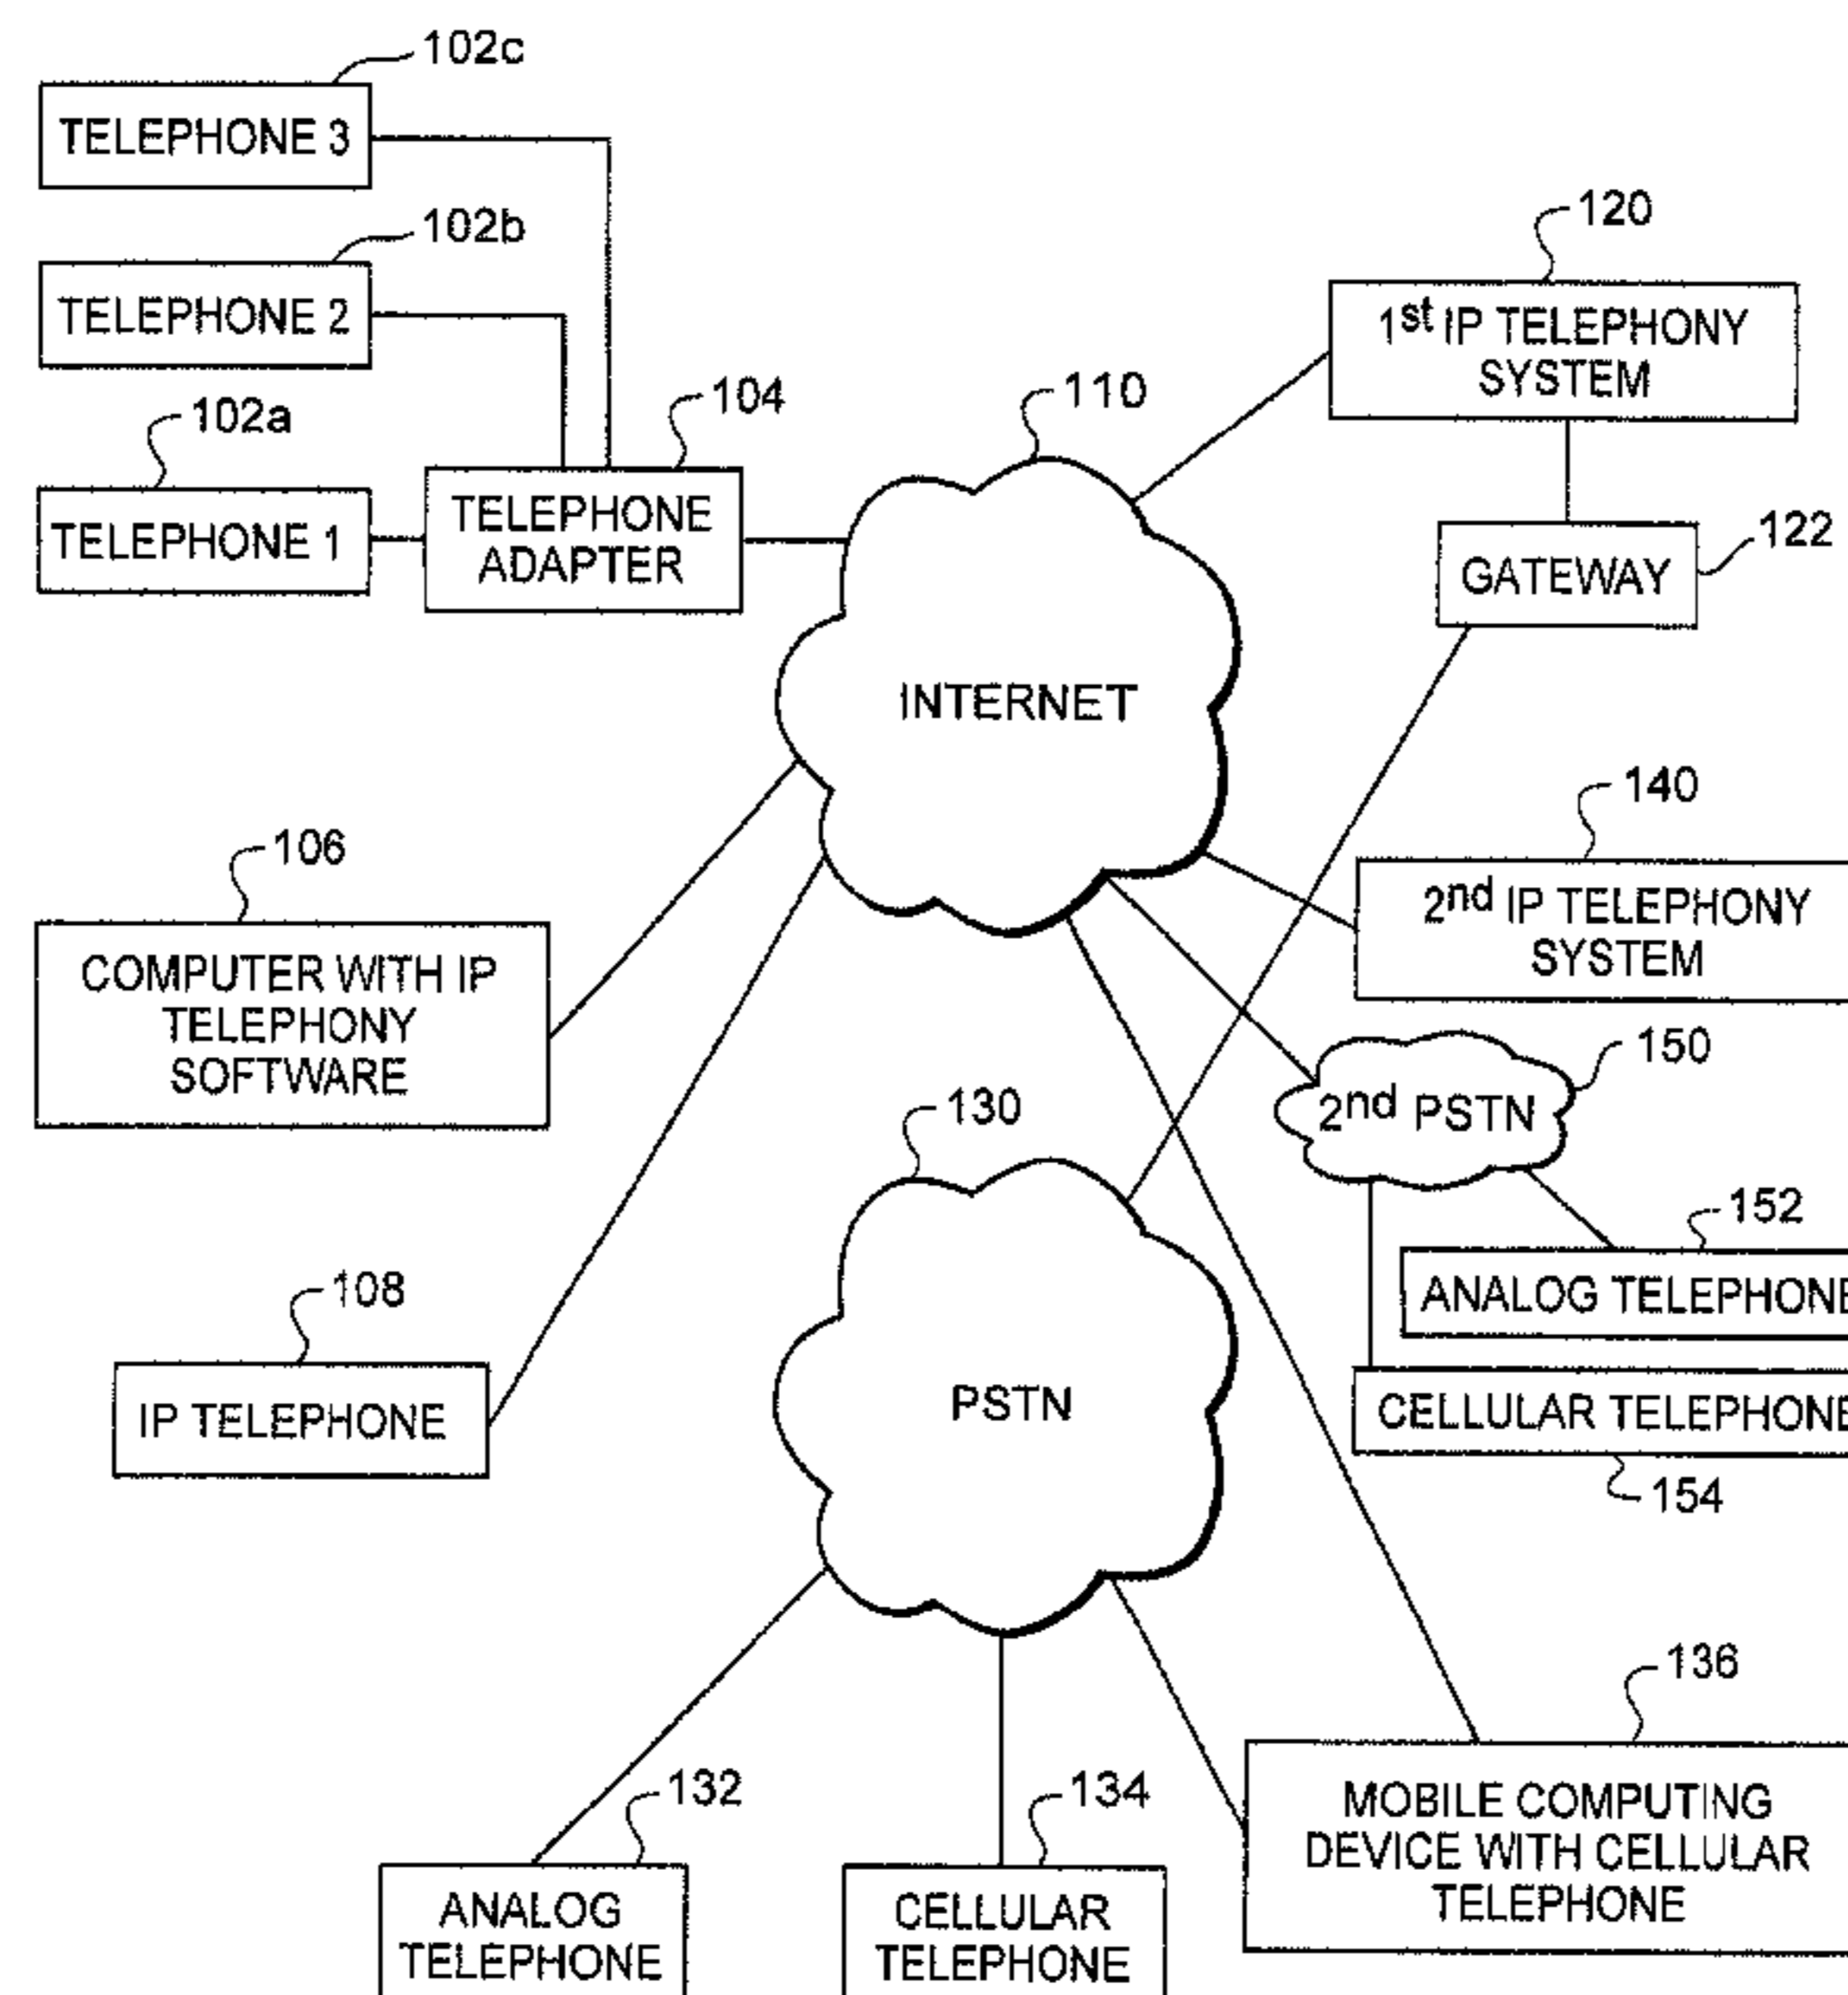 102c
TELEPHONE 3
102b
TELEPHONE 2
102a
TELEPHONE 1
104
TELEPHONE
ADAPTER
110
INTERNET
120
1st IP TELEPHONY
SYSTEM
122
GATEWAY
106
COMPUTER WITH IP
TELEPHONY
SOFTWARE
140
2nd IP TELEPHONY
SYSTEM
150
2nd PSTN
152
ANALOG TELEPHONE
CELLULAR TELEPHONE
154
108
IP TELEPHONE
130
PSTN
132
ANALOG
TELEPHONE
134
CELLULAR
TELEPHONE
136
MOBILE COMPUTING
DEVICE WITH CELLULAR
TELEPHONE